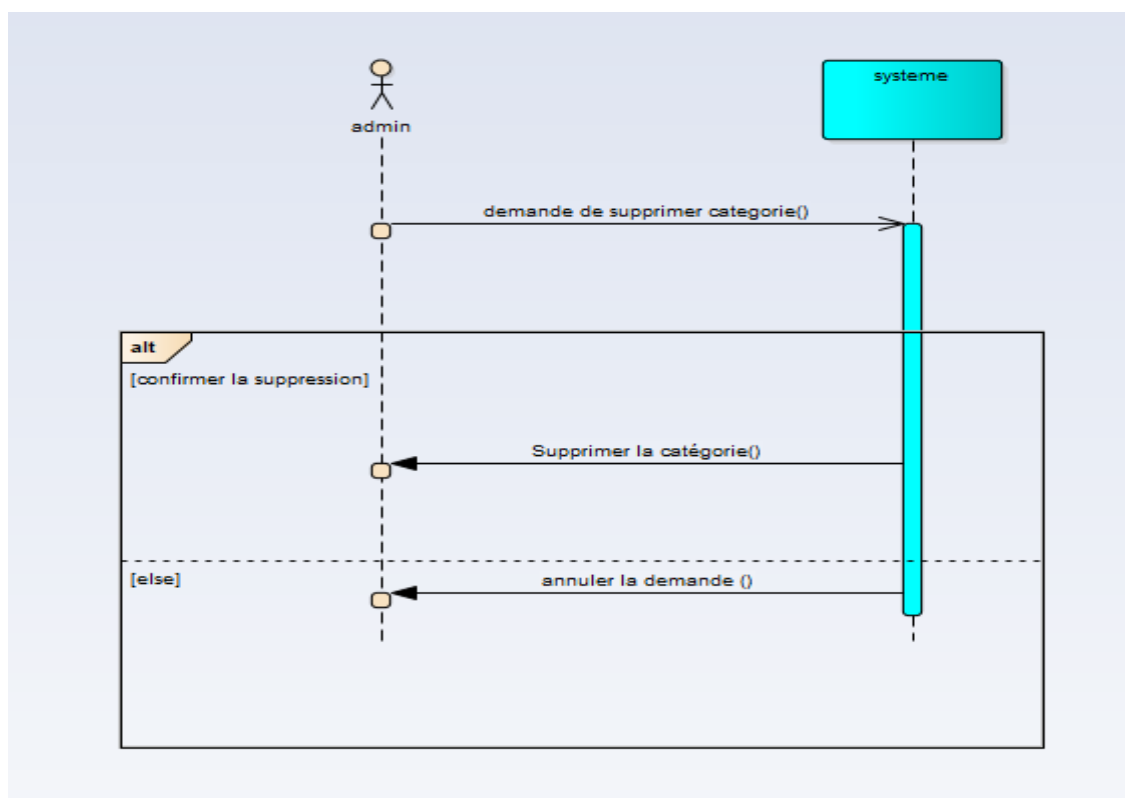 systeme
admin
demande de supprimer categorie()
alt
[confirmer la suppression]
Supprimer la catégorie()
[else]
annuler la demande ()